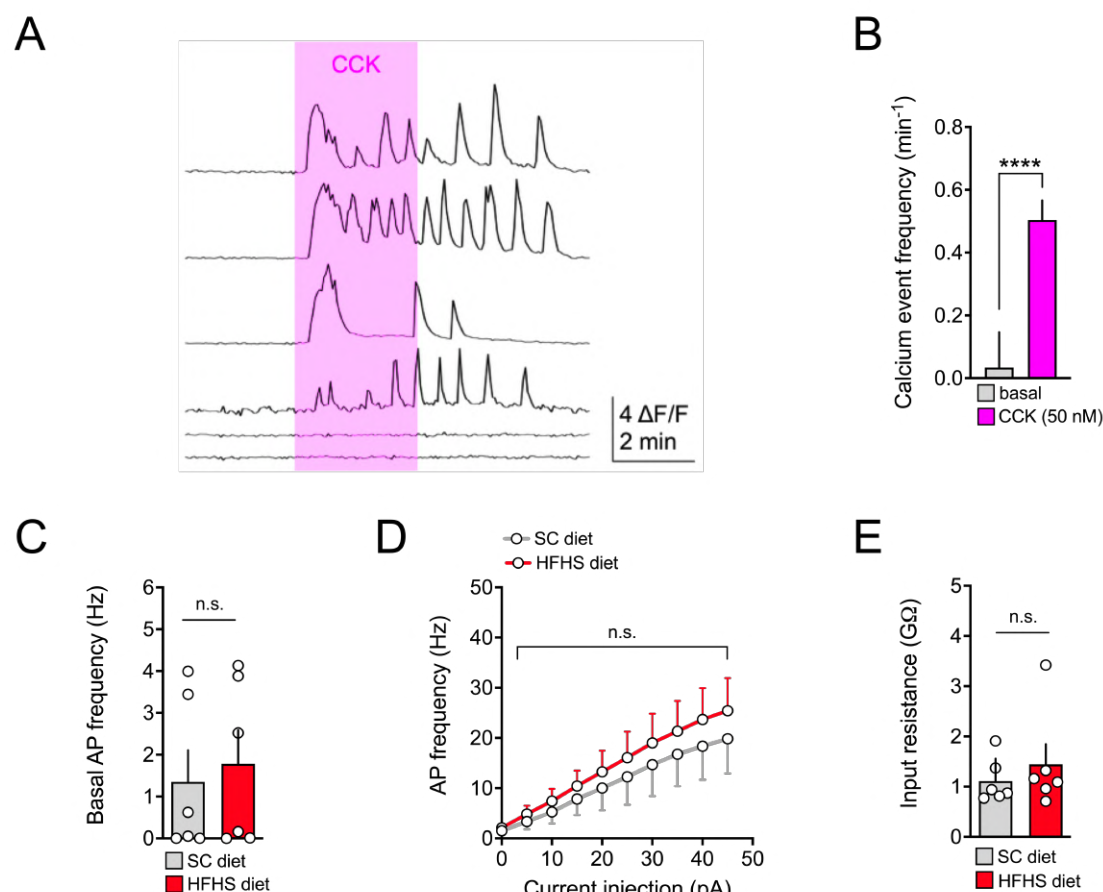 A
CCK
4 ΔF/F
2 min
B
Calcium event frequency (min-1)
0.8
0.6
0.4
0.2
0.0
****
basal
CCK (50 nM)
C
Basal AP frequency (Hz)
6
5
4
3
2
1
0
n.s.
SC diet
HFHS diet
D
SC diet
HFHS diet
AP frequency (Hz)
50
40
30
20
10
0
n.s.
0 10 20 30 40 50
Current injection (pA)
E
Input resistance (GΩ)
5
4
3
2
1
0
n.s.
SC diet
HFHS diet